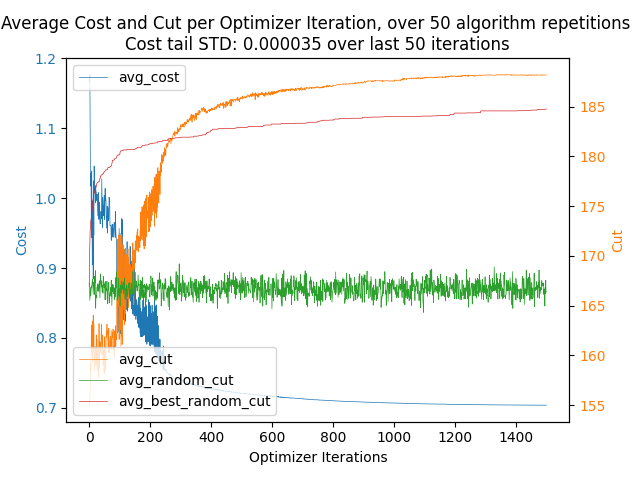 Average Cost and Cut per Optimizer Iteration, over 50 algorithm repetitions
Cost tail STD: 0.000035 over last 50 iterations
avg_cost
1.2
1.1
1.0
0.9
0.8
0.7
Cost
185
180
175
170
165
160
155
Cut
avg_cut
avg_random_cut
avg_best_random_cut
0 200 400 600 800 1000 1200 1400
Optimizer Iterations